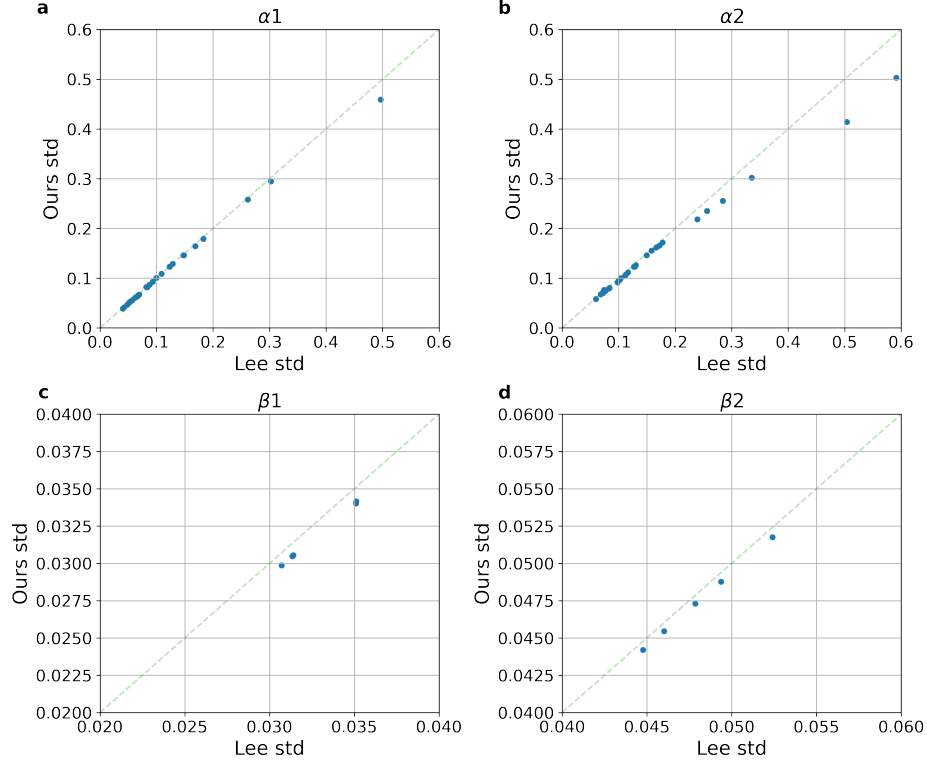 a
α1
0.6
0.5
0.4
0.3
0.2
0.1
0.0
Ours std
0.0 0.1 0.2 0.3 0.4 0.5 0.6
Lee std
b
α2
0.6
0.5
0.4
0.3
0.2
0.1
0.0
Ours std
0.0 0.1 0.2 0.3 0.4 0.5 0.6
Lee std
c
β1
0.0400
0.0375
0.0350
0.0325
0.0300
0.0275
0.0250
0.0225
0.0200
Ours std
0.020 0.025 0.030 0.035 0.040
Lee std
d
β2
0.0600
0.0575
0.0550
0.0525
0.0500
0.0475
0.0450
0.0425
0.0400
Ours std
0.040 0.045 0.050 0.055 0.060
Lee std